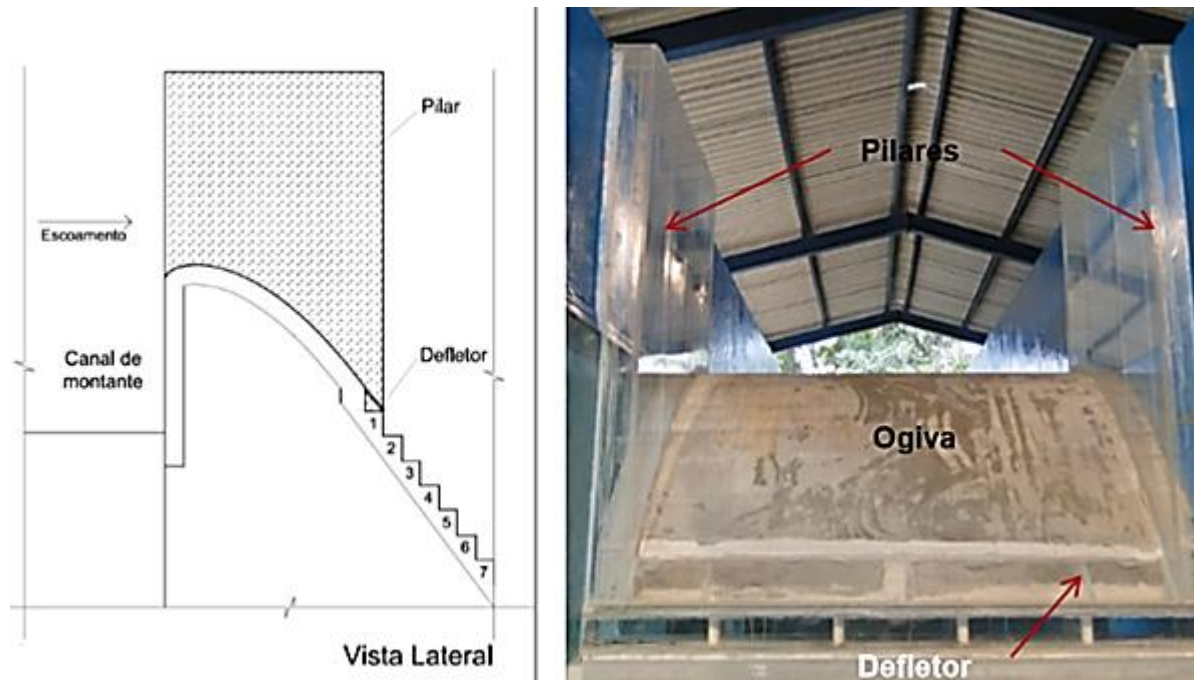 Pilar
Escoamento
Defletor
Canal de
montante
1
2
3
4
5
6
7
Vista Lateral
Pilares
Ogiva
Defletor